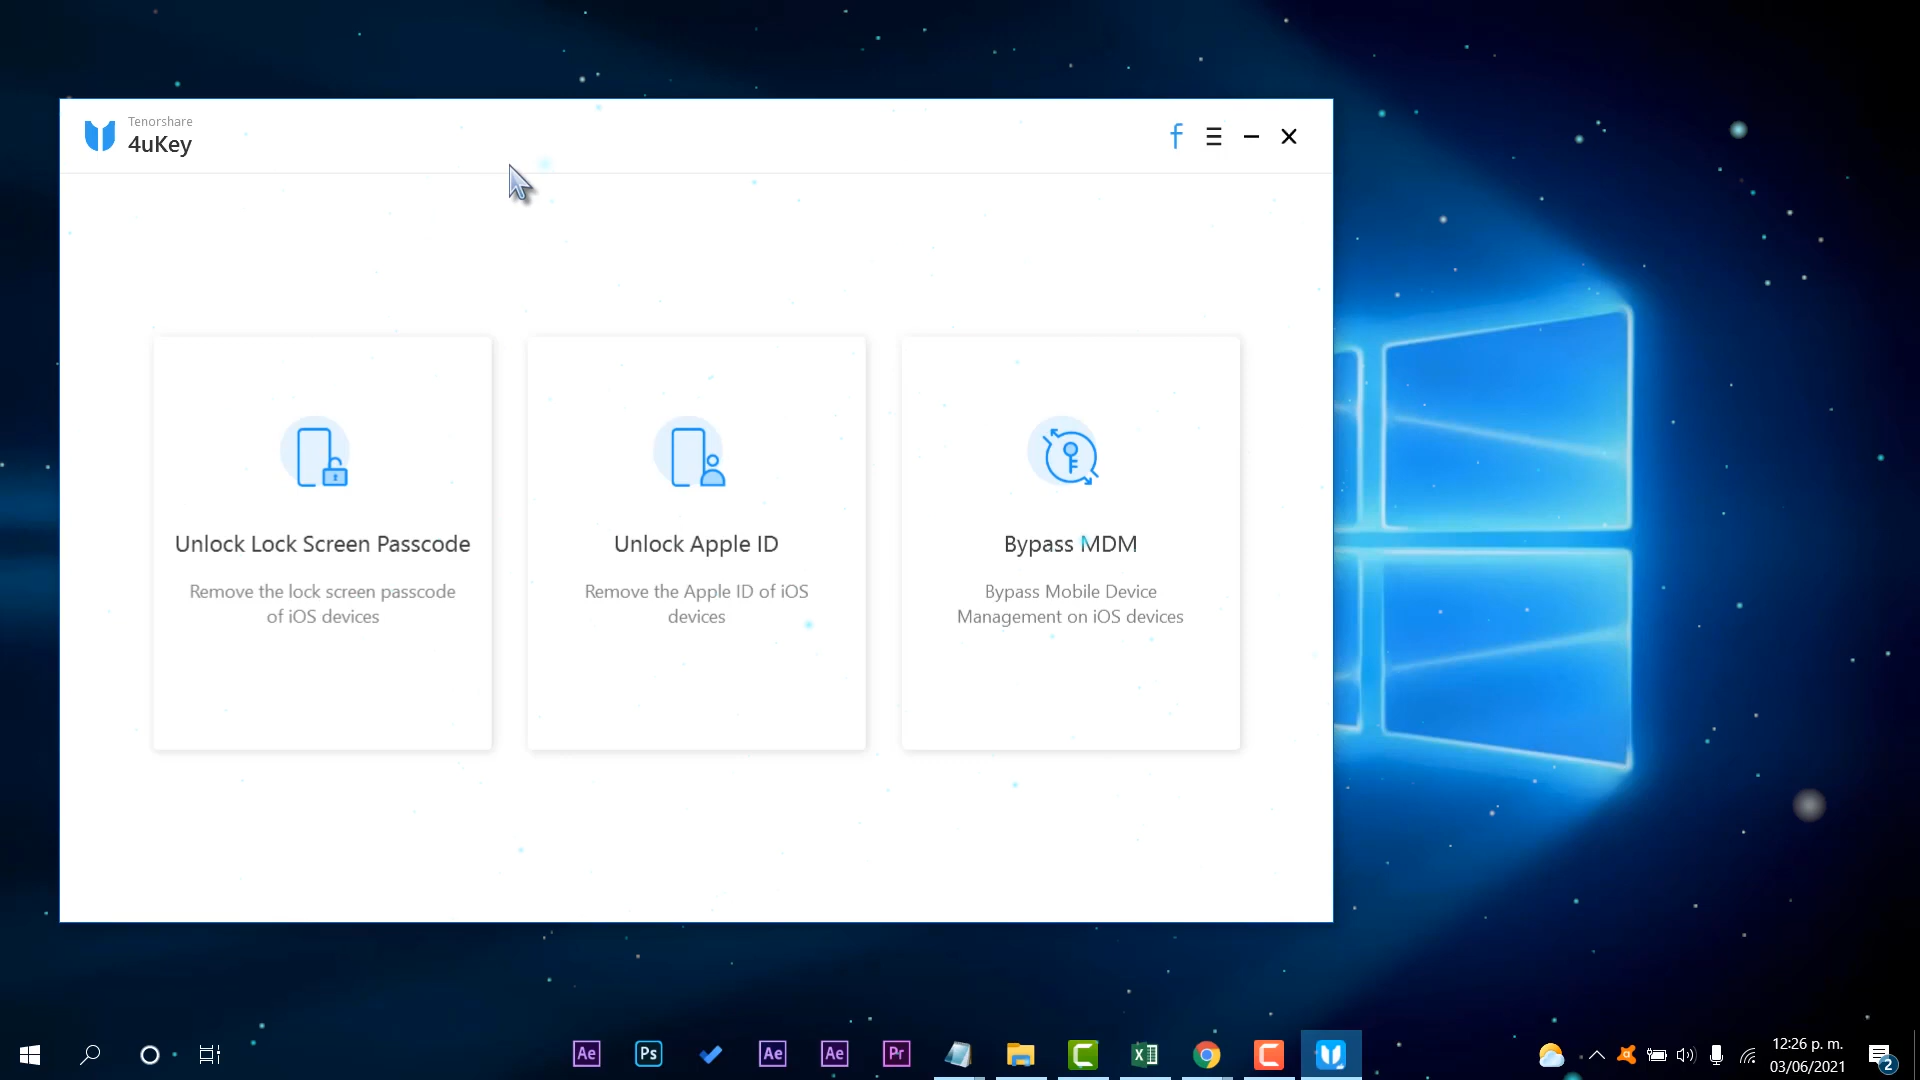 Tenorshare
4uKey
f
Unlock Lock Screen Passcode
Remove the lock screen passcode
of iOS devices
Unlock Apple ID
Remove the Apple ID of iOS
devices
Bypass MDM
Bypass Mobile Device
Management on iOS devices
Ae
Ps
Ae
Ae
Pr
12:26 p. m.
03/06/2021
2